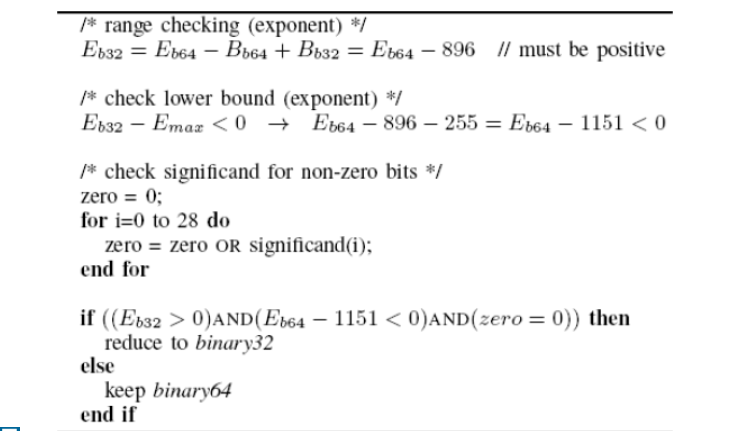 /* range checking (exponent) */
E_{b32} = E_{b64} − B_{b64} + B_{b32} = E_{b64} − 896 // must be positive
/* check lower bound (exponent) */
E_{b32} − E_{max} < 0 → E_{b64} − 896 − 255 = E_{b64} − 1151 < 0
/* check significand for non-zero bits */
zero = 0;
for i=0 to 28 do
zero = zero OR significand(i);
end for
if ((E_{b32} > 0)AND(E_{b64} − 1151 < 0)AND(zero = 0)) then
reduce to binary32
else
keep binary64
end if